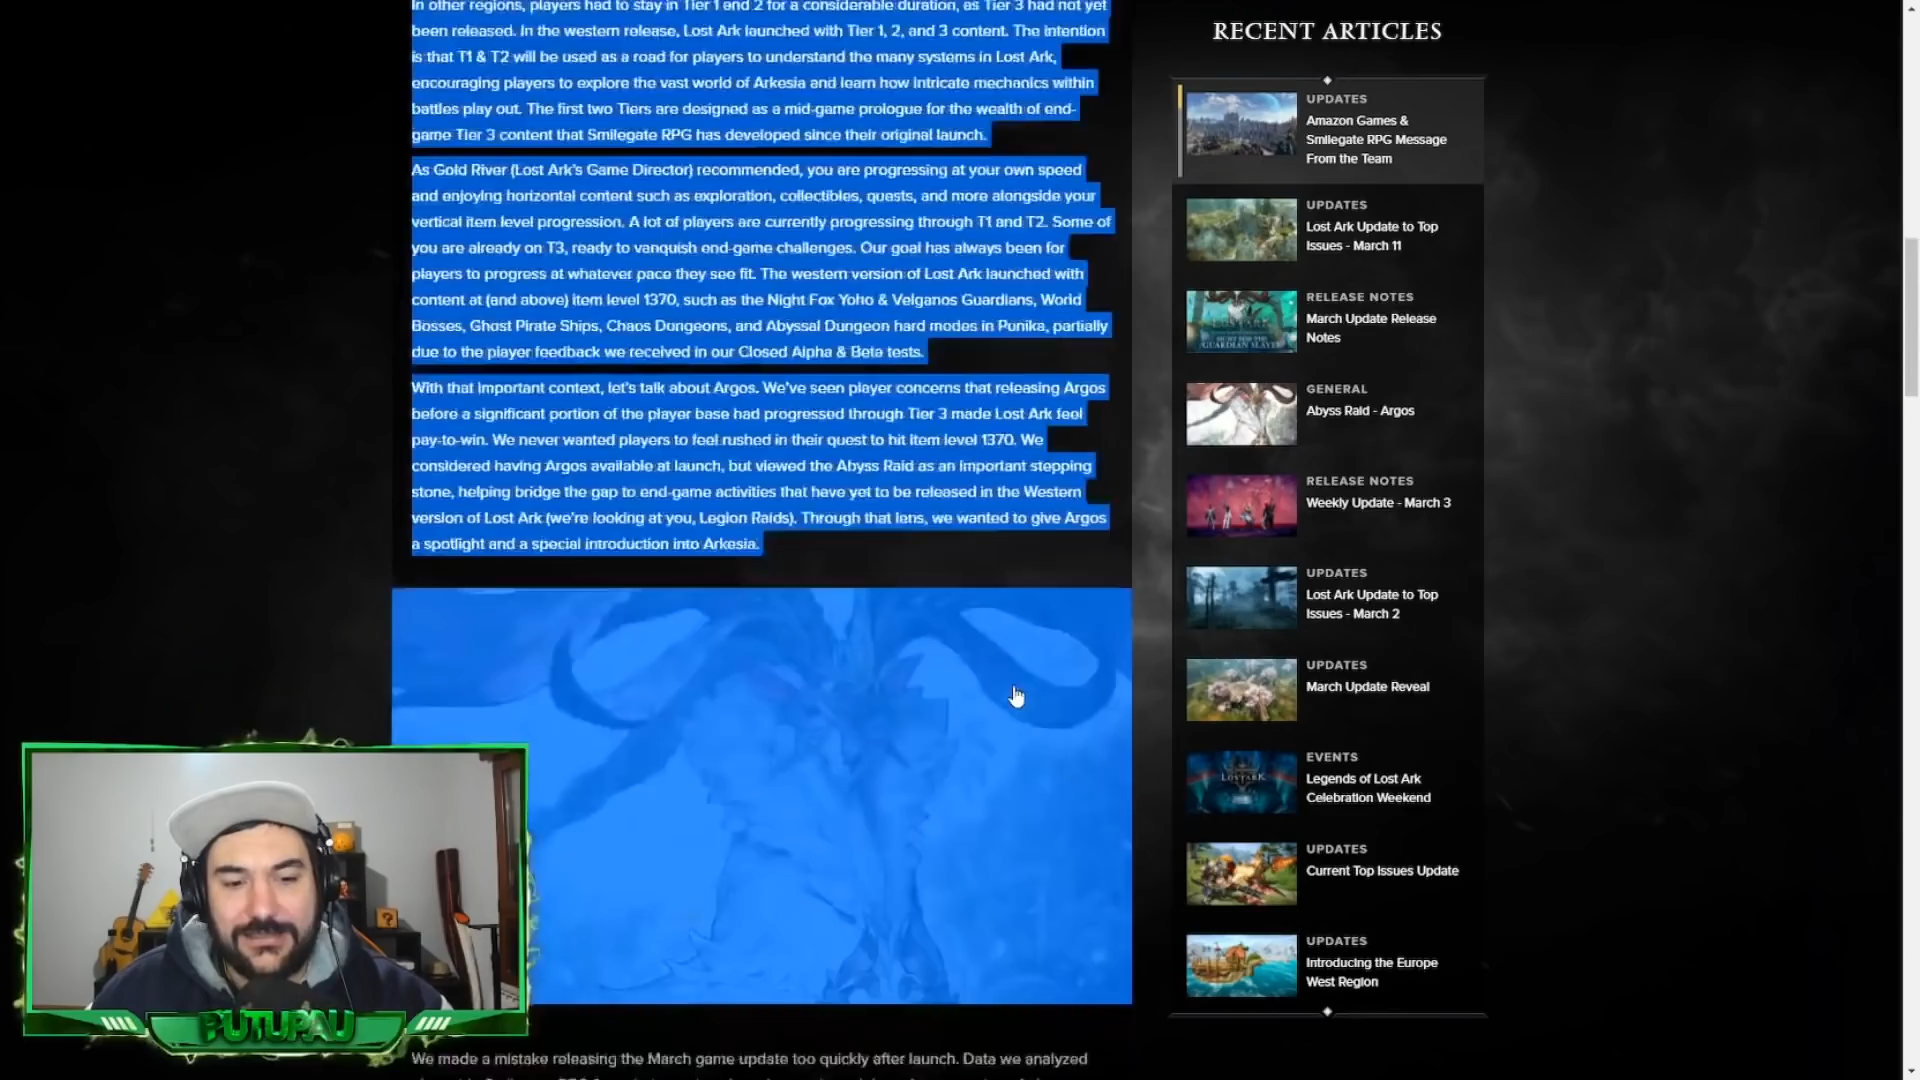 In other regions, players had to stay in Tier 1 and 2 for a considerable duration, as Tier 3 had not yet
been released. In the western release, Lost Ark launched with Tier 1, 2, and 3 content. The intention
is that T1 & T2 will be used as a road for players to understand the many systems in Lost Ark,
encouraging players to explore the vast world of Arkesia and learn how intricate mechanics within
battles play out. The first two Tiers are designed as a mid-game prologue for the wealth of end-
game Tier 3 content that Smilegate RPG has developed since their original launch.
As Gold River (Lost Ark's Game Director) recommended, you are progressing at your own speed
and enjoying horizontal content such as exploration, collectibles, quests, and more alongside your
vertical item level progression. A lot of players are currently progressing through T1 and T2. Some of
you are already on T3, ready to vanquish end-game challenges. Our goal has always been for
players to progress at whatever pace they see fit. The western version of Lost Ark launched with
content at (and above) item level 1370, such as the Night Fox Yoho & Velganos Guardians, World
Bosses, Ghost Pirate Ships, Chaos Dungeons, and Abyssal Dungeon hard modes in Punika, partially
due to the player feedback we received in our Closed Alpha & Beta tests.
With that important context, let's talk about Argos. We've seen player concerns that releasing Argos
before a significant portion of the player base had progressed through Tier 3 made Lost Ark feel
pay-to-win. We never wanted players to feel rushed in their quest to hit item level 1370. We
considered having Argos available at launch, but viewed the Abyss Raid as an important stepping
stone, helping bridge the gap to end-game activities that have yet to be released in the Western
version of Lost Ark (we're looking at you, Legion Raids). Through that lens, we wanted to give Argos
a spotlight and a special introduction into Arkesia.
We made a mistake releasing the March game update too quickly after launch. Data we analyzed
RECENT ARTICLES
UPDATES
Amazon Games &
Smilegate RPG Message
From the Team
UPDATES
Lost Ark Update to Top
Issues - March 11
RELEASE NOTES
March Update Release
Notes
GENERAL
Abyss Raid - Argos
RELEASE NOTES
Weekly Update - March 3
UPDATES
Lost Ark Update to Top
Issues - March 2
UPDATES
March Update Reveal
EVENTS
Legends of Lost Ark
Celebration Weekend
UPDATES
Current Top Issues Update
UPDATES
Introducing the Europe
West Region
PUTUPAU